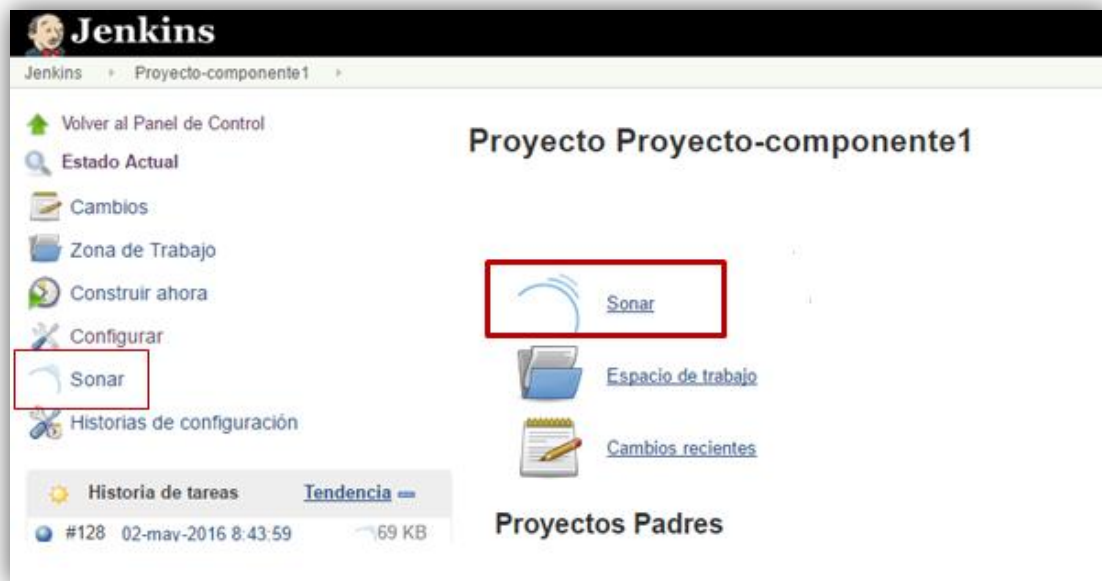 Jenkins
Jenkins Proyecto-componente1
Volver al Panel de Control
Estado Actual
Cambios
Zona de Trabajo
Construir ahora
Configurar
Sonar
Historias de configuración
Historia de tareas Tendencia
#128 02-may-2016 8:43:59 69 KB
Proyecto Proyecto-componente1
Sonar
Espacio de trabajo
Cambios recientes
Proyectos Padres